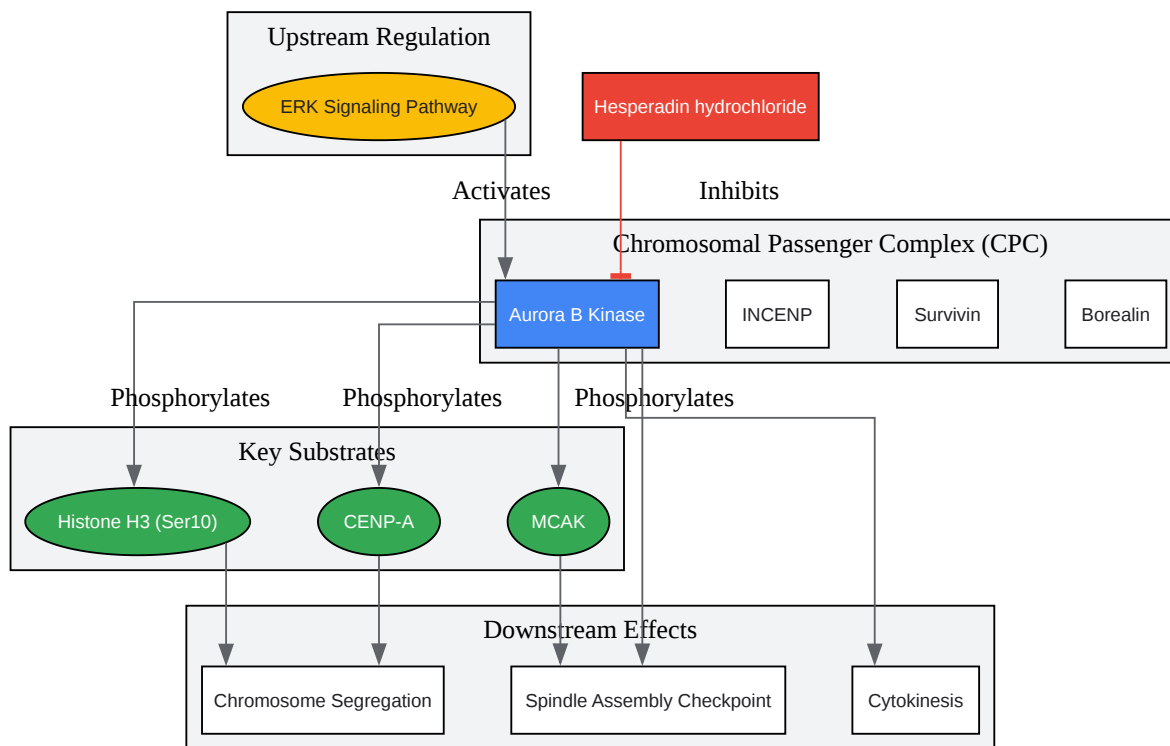 Upstream Regulation
ERK Signaling Pathway
Hesperadin hydrochloride
Activates
Inhibits
Chromosomal Passenger Complex (CPC)
Aurora B Kinase
INCENP
Survivin
Borealin
Phosphorylates
Phosphorylates
Phosphorylates
Key Substrates
Histone H3 (Ser10)
CENP-A
MCAK
Downstream Effects
Chromosome Segregation
Spindle Assembly Checkpoint
Cytokinesis